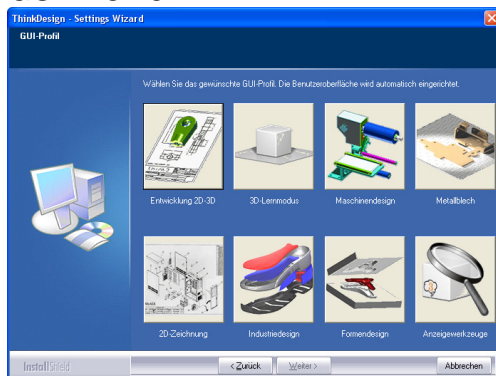 ThinkDesign - Settings Wizard
GUI-Profil
Wählen Sie das gewünschte GUI-Profil. Die Benutzeroberfläche wird automatisch eingerichtet.
Entwicklung 2D-3D
3D-Lernmodus
Maschinendesign
Metallblech
2D-Zeichnung
Industriedesign
Formendesign
Anzeigewerkzeuge
InstallShield
< Zurück
Weiter >
Abbrechen